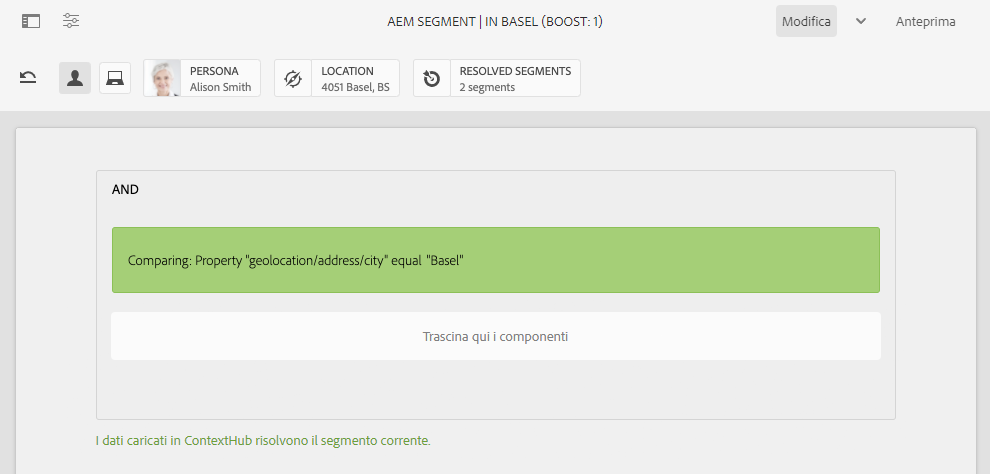 AEM SEGMENT | IN BASEL (BOOST: 1)
Modifica
Anteprima
PERSONA
Alison Smith
LOCATION
4051 Basel, BS
RESOLVED SEGMENTS
2 segments
AND
Comparing: Property "geolocation/address/city" equal "Basel"
Trascina qui i componenti
I dati caricati in ContextHub risolvono il segmento corrente.